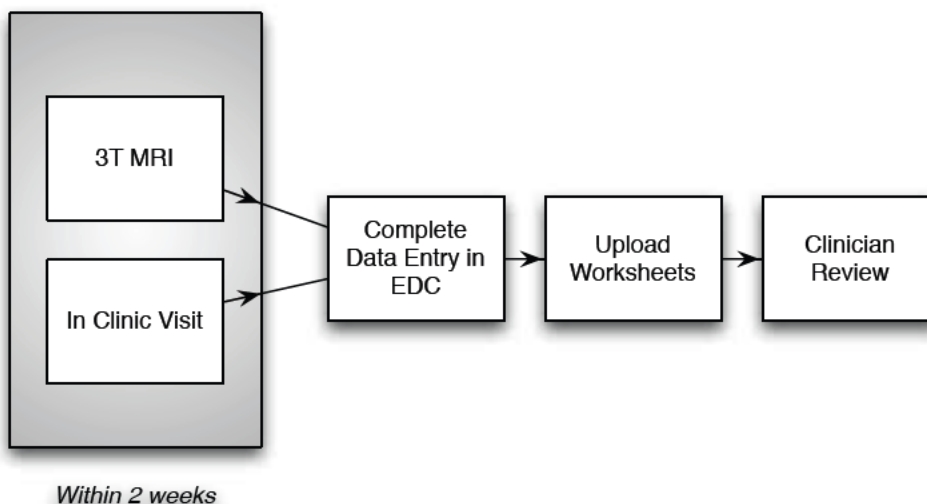 3T MRI
In Clinic Visit
Complete
Data Entry in
EDC
Upload
Worksheets
Clinician
Review
Within 2 weeks